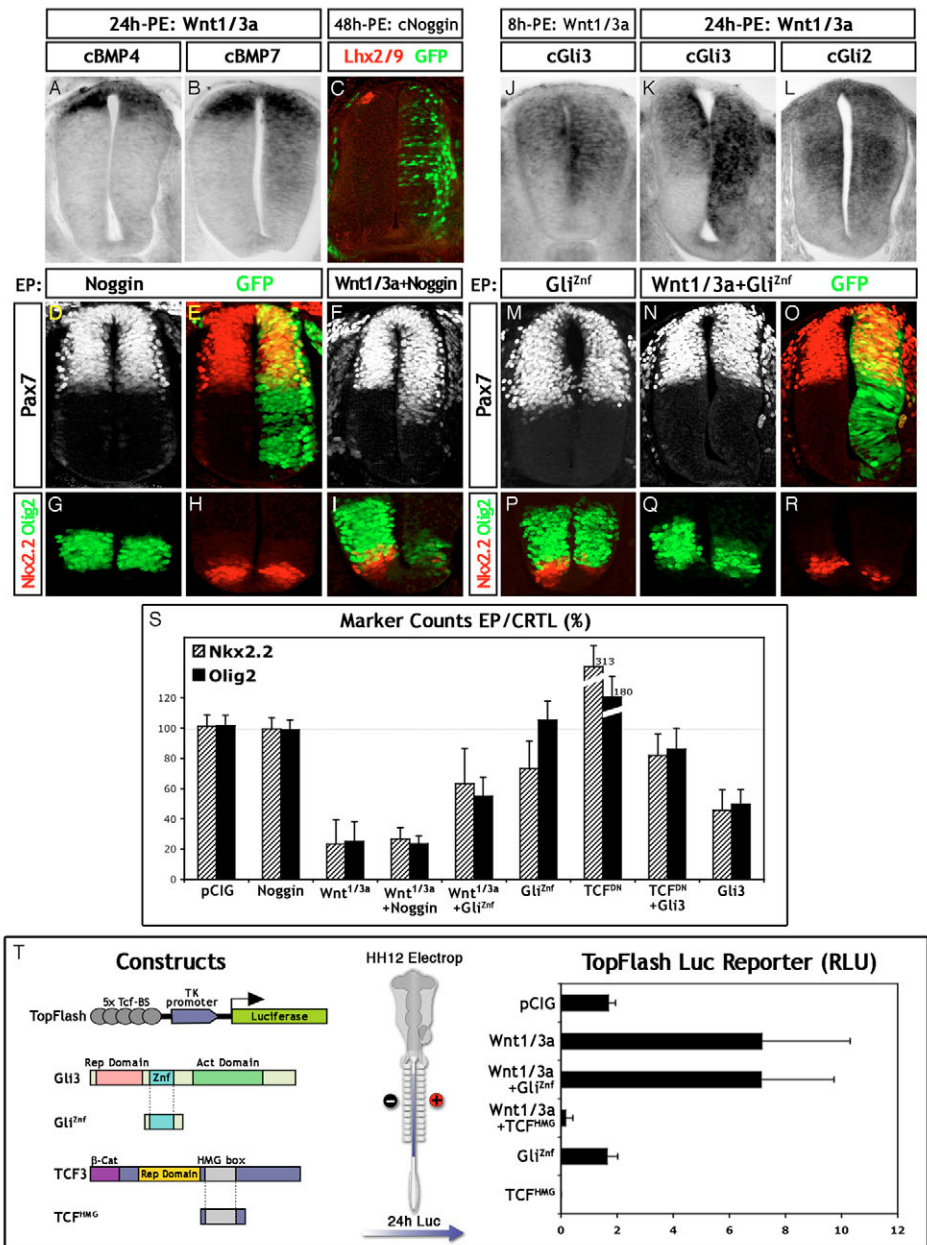 24h-PE: Wnt1/3a
48h-PE: cNoggin
8h-PE: Wnt1/3a
24h-PE: Wnt1/3a
cBMP4
cBMP7
Lhx2/9 GFP
cGli3
cGli3
cGli2
A
B
C
J
K
L
EP:
Noggin
GFP
Wnt1/3a+Noggin
EP:
Gli^Znf
Wnt1/3a+Gli^Znf
GFP
Pax7
D
E
F
Pax7
M
N
O
Nkx2.2 Olig2
G
H
I
Nkx2.2 Olig2
P
Q
R
S
Marker Counts EP/CRTL (%)
Nkx2.2
Olig2
313
180
120
100
80
60
40
20
0
pCIG
Noggin
Wnt^1/3a
Wnt^1/3a +Noggin
Wnt^1/3a +Gli^Znf
Gli^Znf
TCF^DN
TCF^DN +Gli3
Gli3
T
Constructs
HH12 Electrop
TopFlash Luc Reporter (RLU)
5x Tcf-BS
TK promoter
TopFlash
Luciferase
Rep Domain
Act Domain
Gli3
Znf
Gli^Znf
β-Cat
HMG box
TCF3
Rep Domain
TCF^HMG
-
+
24h Luc
pCIG
Wnt1/3a
Wnt1/3a +Gli^Znf
Wnt1/3a +TCF^HMG
Gli^Znf
TCF^HMG
0
2
4
6
8
10
12